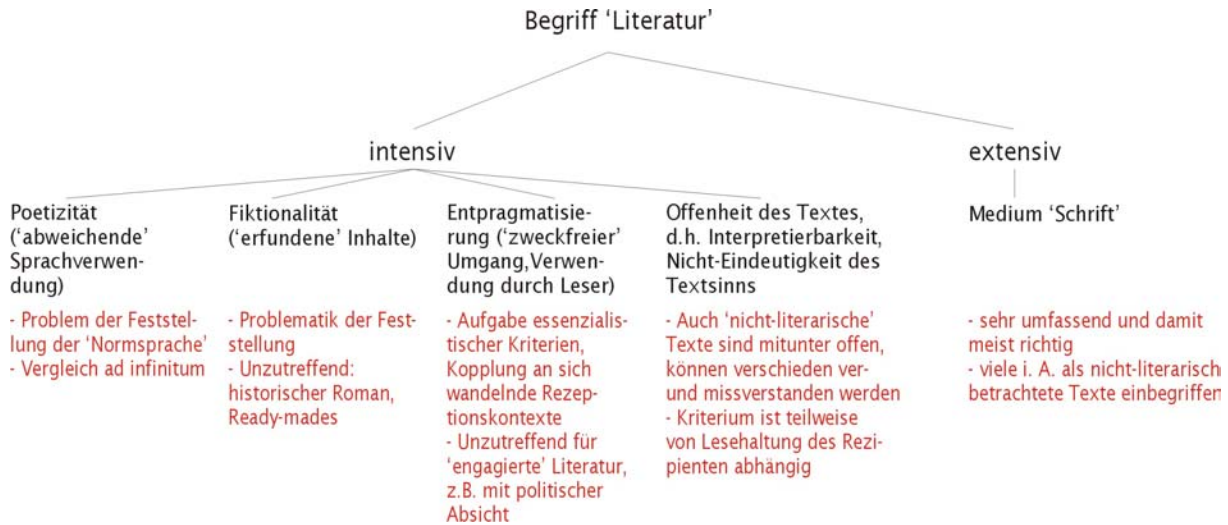 Begriff ‘Literatur’
intensiv
extensiv
Poetizität
(‘abweichende’
Sprachverwen-
dung)
- Problem der Feststel-
lung der ‘Normsprache’
- Vergleich ad infinitum
Fiktionalität
(‘erfundene’ Inhalte)
- Problematik der Fest-
stellung
- Unzutreffend:
historischer Roman,
Ready-mades
Entpragmatisie-
rung (‘zweckfreier’
Umgang,Verwen-
dung durch Leser)
- Aufgabe essenzialis-
tischer Kriterien,
Kopplung an sich
wandelnde Rezep-
tionskontexte
- Unzutreffend für
‘engagierte’ Literatur,
z.B. mit politischer
Absicht
Offenheit des Textes,
d.h. Interpretierbarkeit,
Nicht-Eindeutigkeit des
Textsinns
- Auch ‘nicht-literarische’
Texte sind mitunter offen,
können verschieden ver-
und missverstanden werden
- Kriterium ist teilweise
von Lesehaltung des Rezi-
pienten abhängig
Medium ‘Schrift’
- sehr umfassend und damit
meist richtig
- viele i. A. als nicht-literarisch
betrachtete Texte einbegriffen